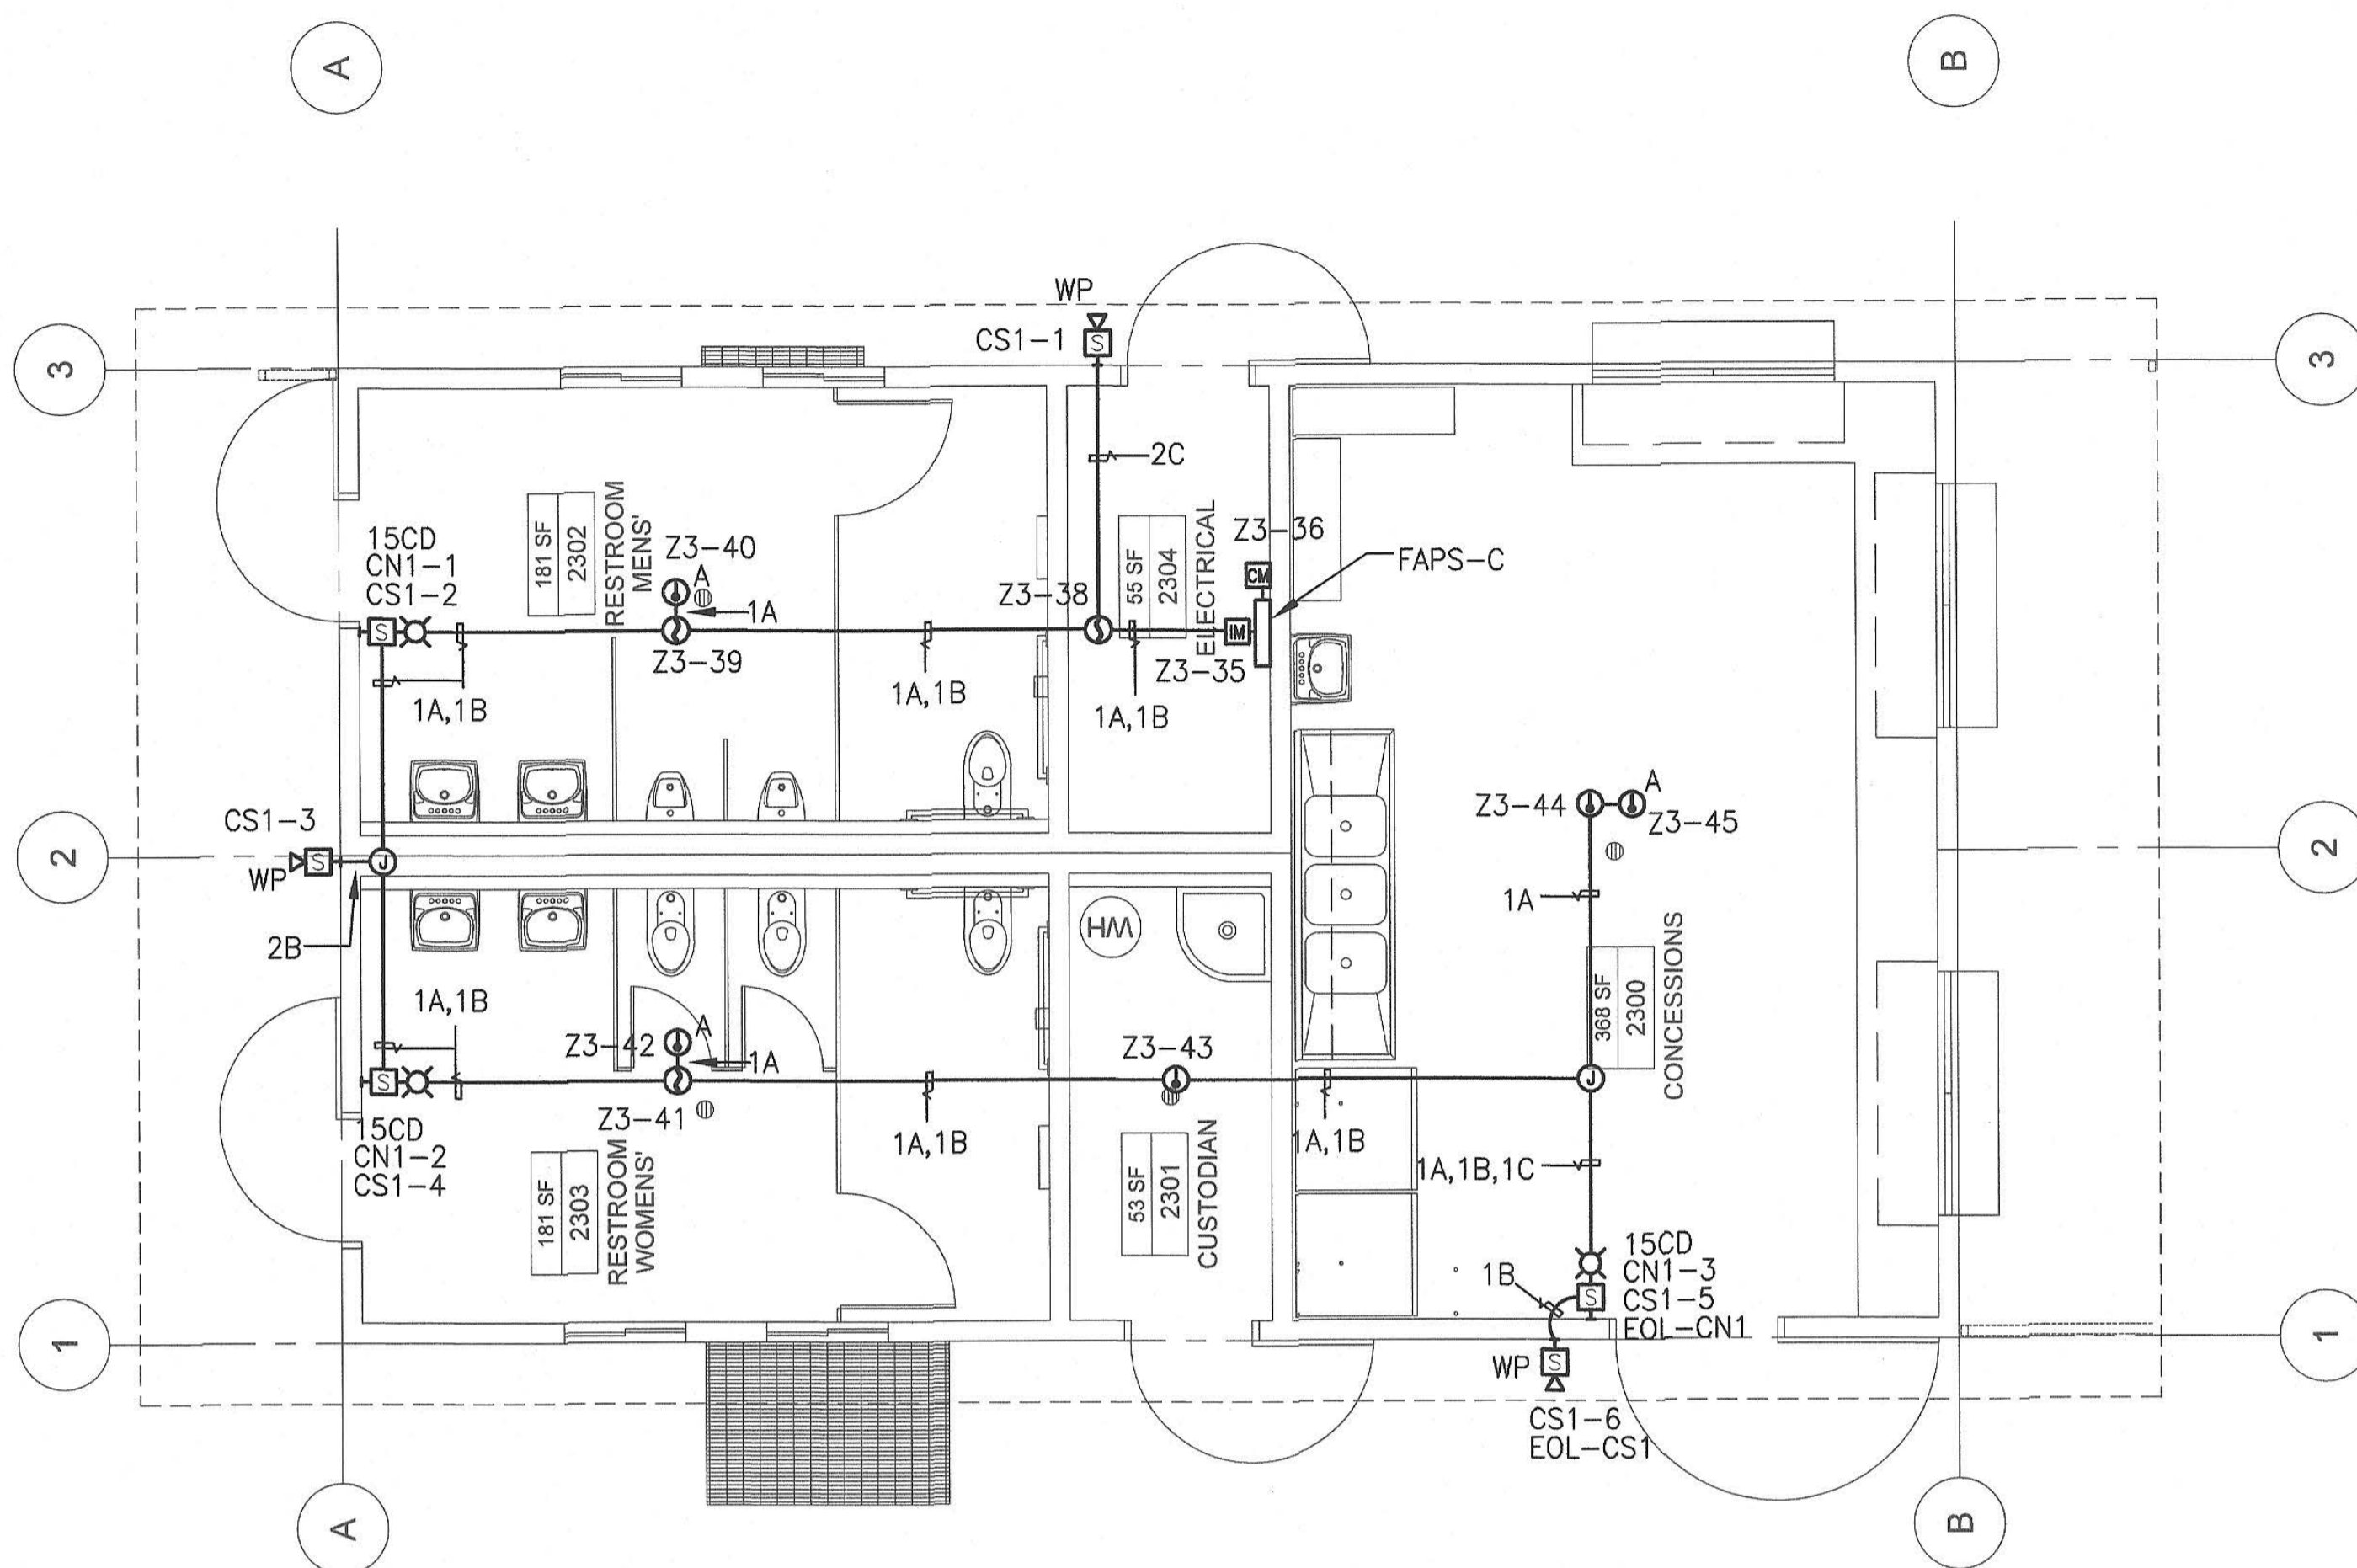 A
B
WP
3
CS1-1
3
2C
181 SF
2302
RESTROOM
MENS'
Z3-40
A
1A
15CD
CN1-1
CS1-2
Z3-39
1A,1B
1A,1B
Z3-38
55 SF
2304
ELECTRICAL
Z3-36
CM
FAPS-C
IM
Z3-35
1A,1B
S
S
CS1-3
WP
S
J
2
2B
2
WH
Z3-44
A
Z3-45
1A
368 SF
2300
CONCESSIONS
1A,1B
Z3-42
A
1A
Z3-41
S
15CD
CN1-2
CS1-4
181 SF
2303
RESTROOM
WOMENS'
1A,1B
Z3-43
53 SF
2301
CUSTODIAN
1A,1B
J
1A,1B,1C
15CD
CN1-3
CS1-5
EOL-CN1
1B
S
WP
S
CS1-6
EOL-CS1
1
1
A
B